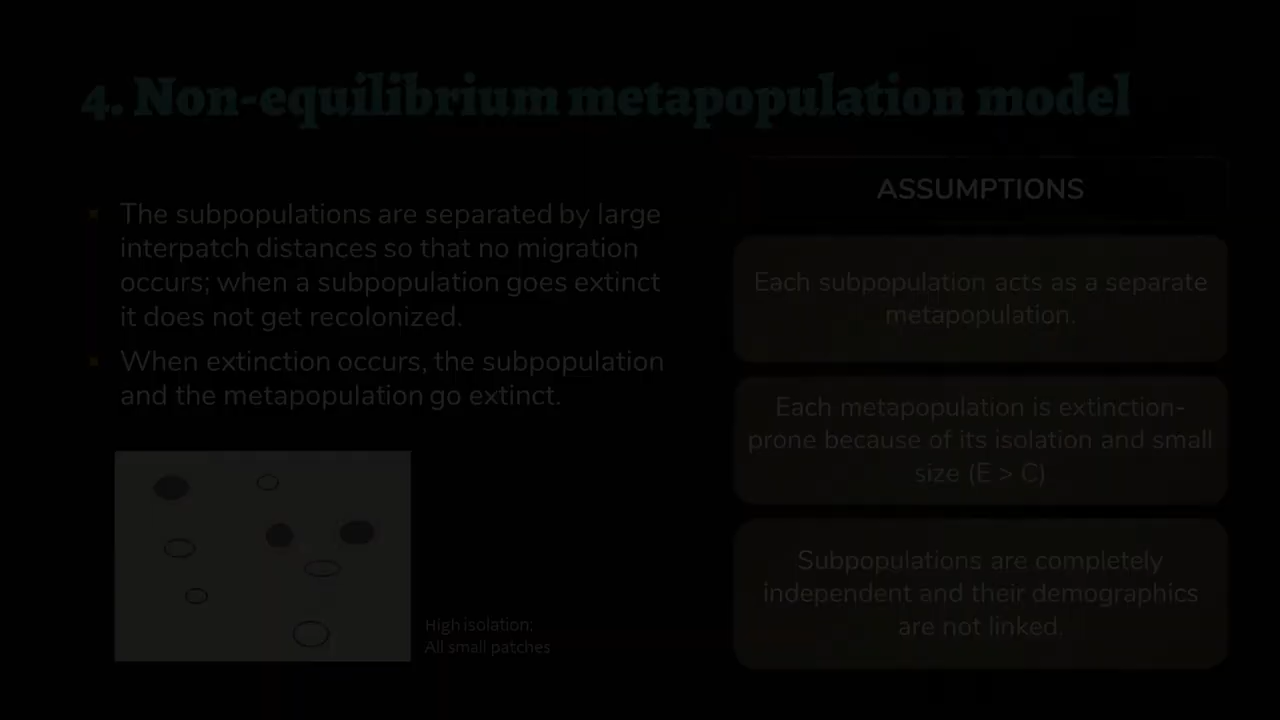 4. Non-equilibrium metapopulation model
▪ The subpopulations are separated by large
interpatch distances so that no migration
occurs; when a subpopulation goes extinct
it does not get recolonized.
▪ When extinction occurs, the subpopulation
and the metapopulation go extinct.
High isolation;
All small patches
ASSUMPTIONS
Each subpopulation acts as a separate
metapopulation.
Each metapopulation is extinction-
prone because of its isolation and small
size (E > C)
Subpopulations are completely
independent and their demographics
are not linked.